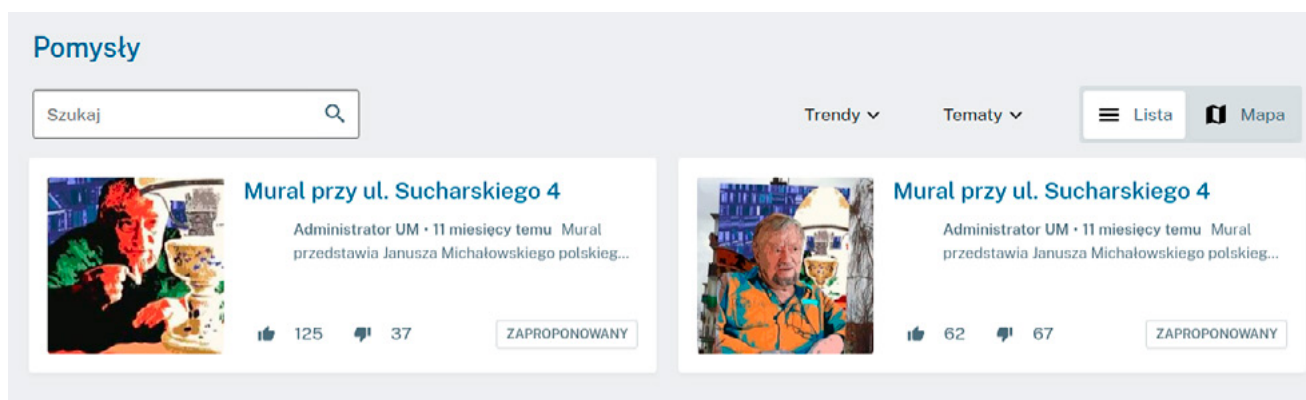 Pomysły
Szukaj
Trendy
Tematy
Lista
Mapa
Mural przy ul. Sucharskiego 4
Administrator UM • 11 miesięcy temu Mural
przedstawia Janusza Michałowskiego polskieg...
125
37
ZAPROPONOWANY
Mural przy ul. Sucharskiego 4
Administrator UM • 11 miesięcy temu Mural
przedstawia Janusza Michałowskiego polskieg...
62
67
ZAPROPONOWANY